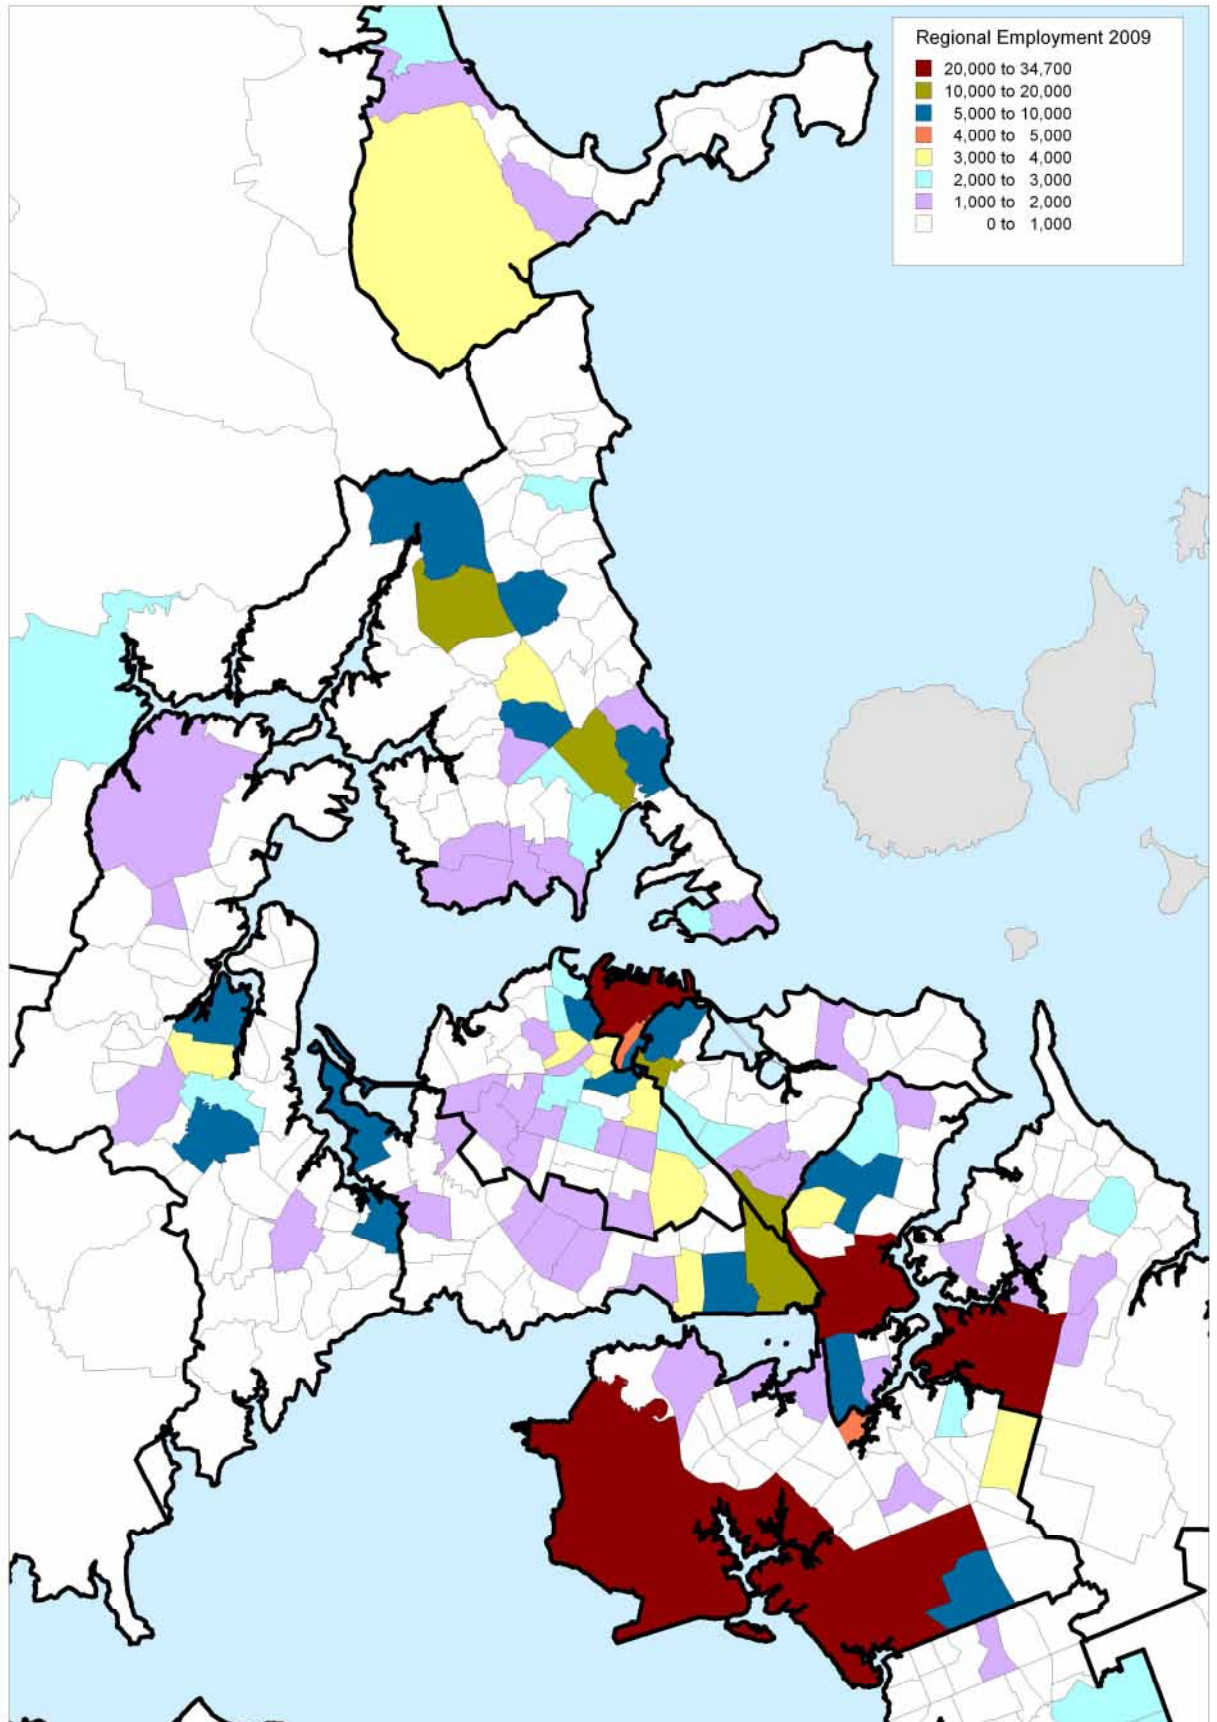 Regional Employment 2009
20,000 to 34,700
10,000 to 20,000
5,000 to 10,000
4,000 to 5,000
3,000 to 4,000
2,000 to 3,000
1,000 to 2,000
0 to 1,000